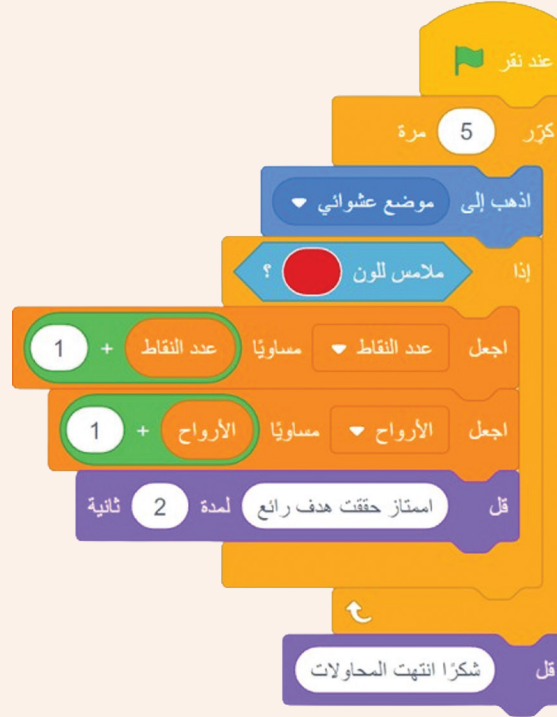 عند نقر
كرّر 5 مرة
اذهب إلى موضع عشوائي
إذا ملامس للون ؟
اجعل عدد النقاط مساويًا عدد النقاط + 1
اجعل الأرواح مساويًا الأرواح + 1
قل اممتاز حققت هدف رائع لمدة 2 ثانية
قل شكرًا انتهت المحاولات